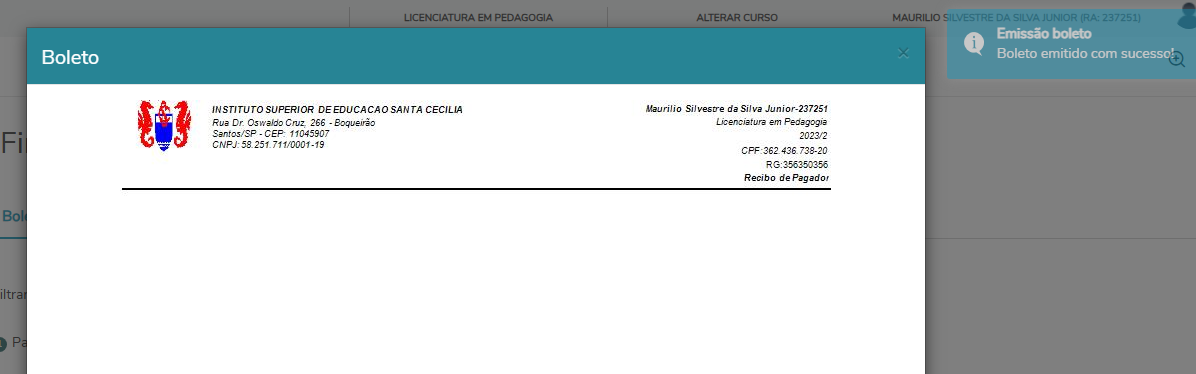 LICENCIATURA EM PEDAGOGIA
ALTERAR CURSO
MAURILIO SILVESTRE DA SILVA JUNIOR (RA: 237251)
Emissão boleto
Boleto emitido com sucesso!
Boleto
×
INSTITUTO SUPERIOR DE EDUCACAO SANTA CECILIA
Rua Dr. Oswaldo Cruz, 266 - Boqueirão
Santos/SP - CEP: 11045907
CNPJ: 58.251.711/0001-19
Maurilio Silvestre da Silva Junior-237251
Licenciatura em Pedagogia
2023/2
CPF:362.436.738-20
RG:356350356
Recibo de Pagador
Fi
Bol
iltrar
Pa